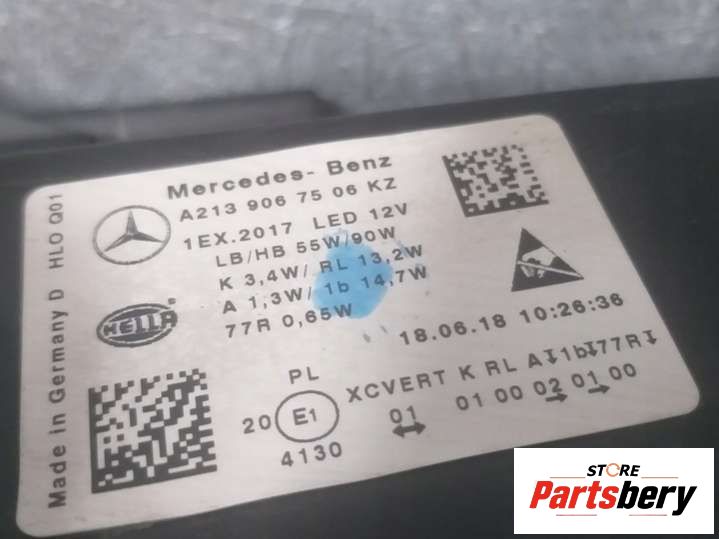 Made in Germany D HLO Q01
Mercedes- Benz
A213 906 75 06 KZ
1EX.2017 LED 12V
LB/HB 55W/90W
K 3,4W/ RL 13,2W
A 1,3W/ 1b 14,7W
77R 0,65W
HELLA
18.06.18 10:26:36
PL
XCVERT K RL A↧1b↧77R↧
20 E1 01 01 00 02 01 00
4130
STORE
Partsbery